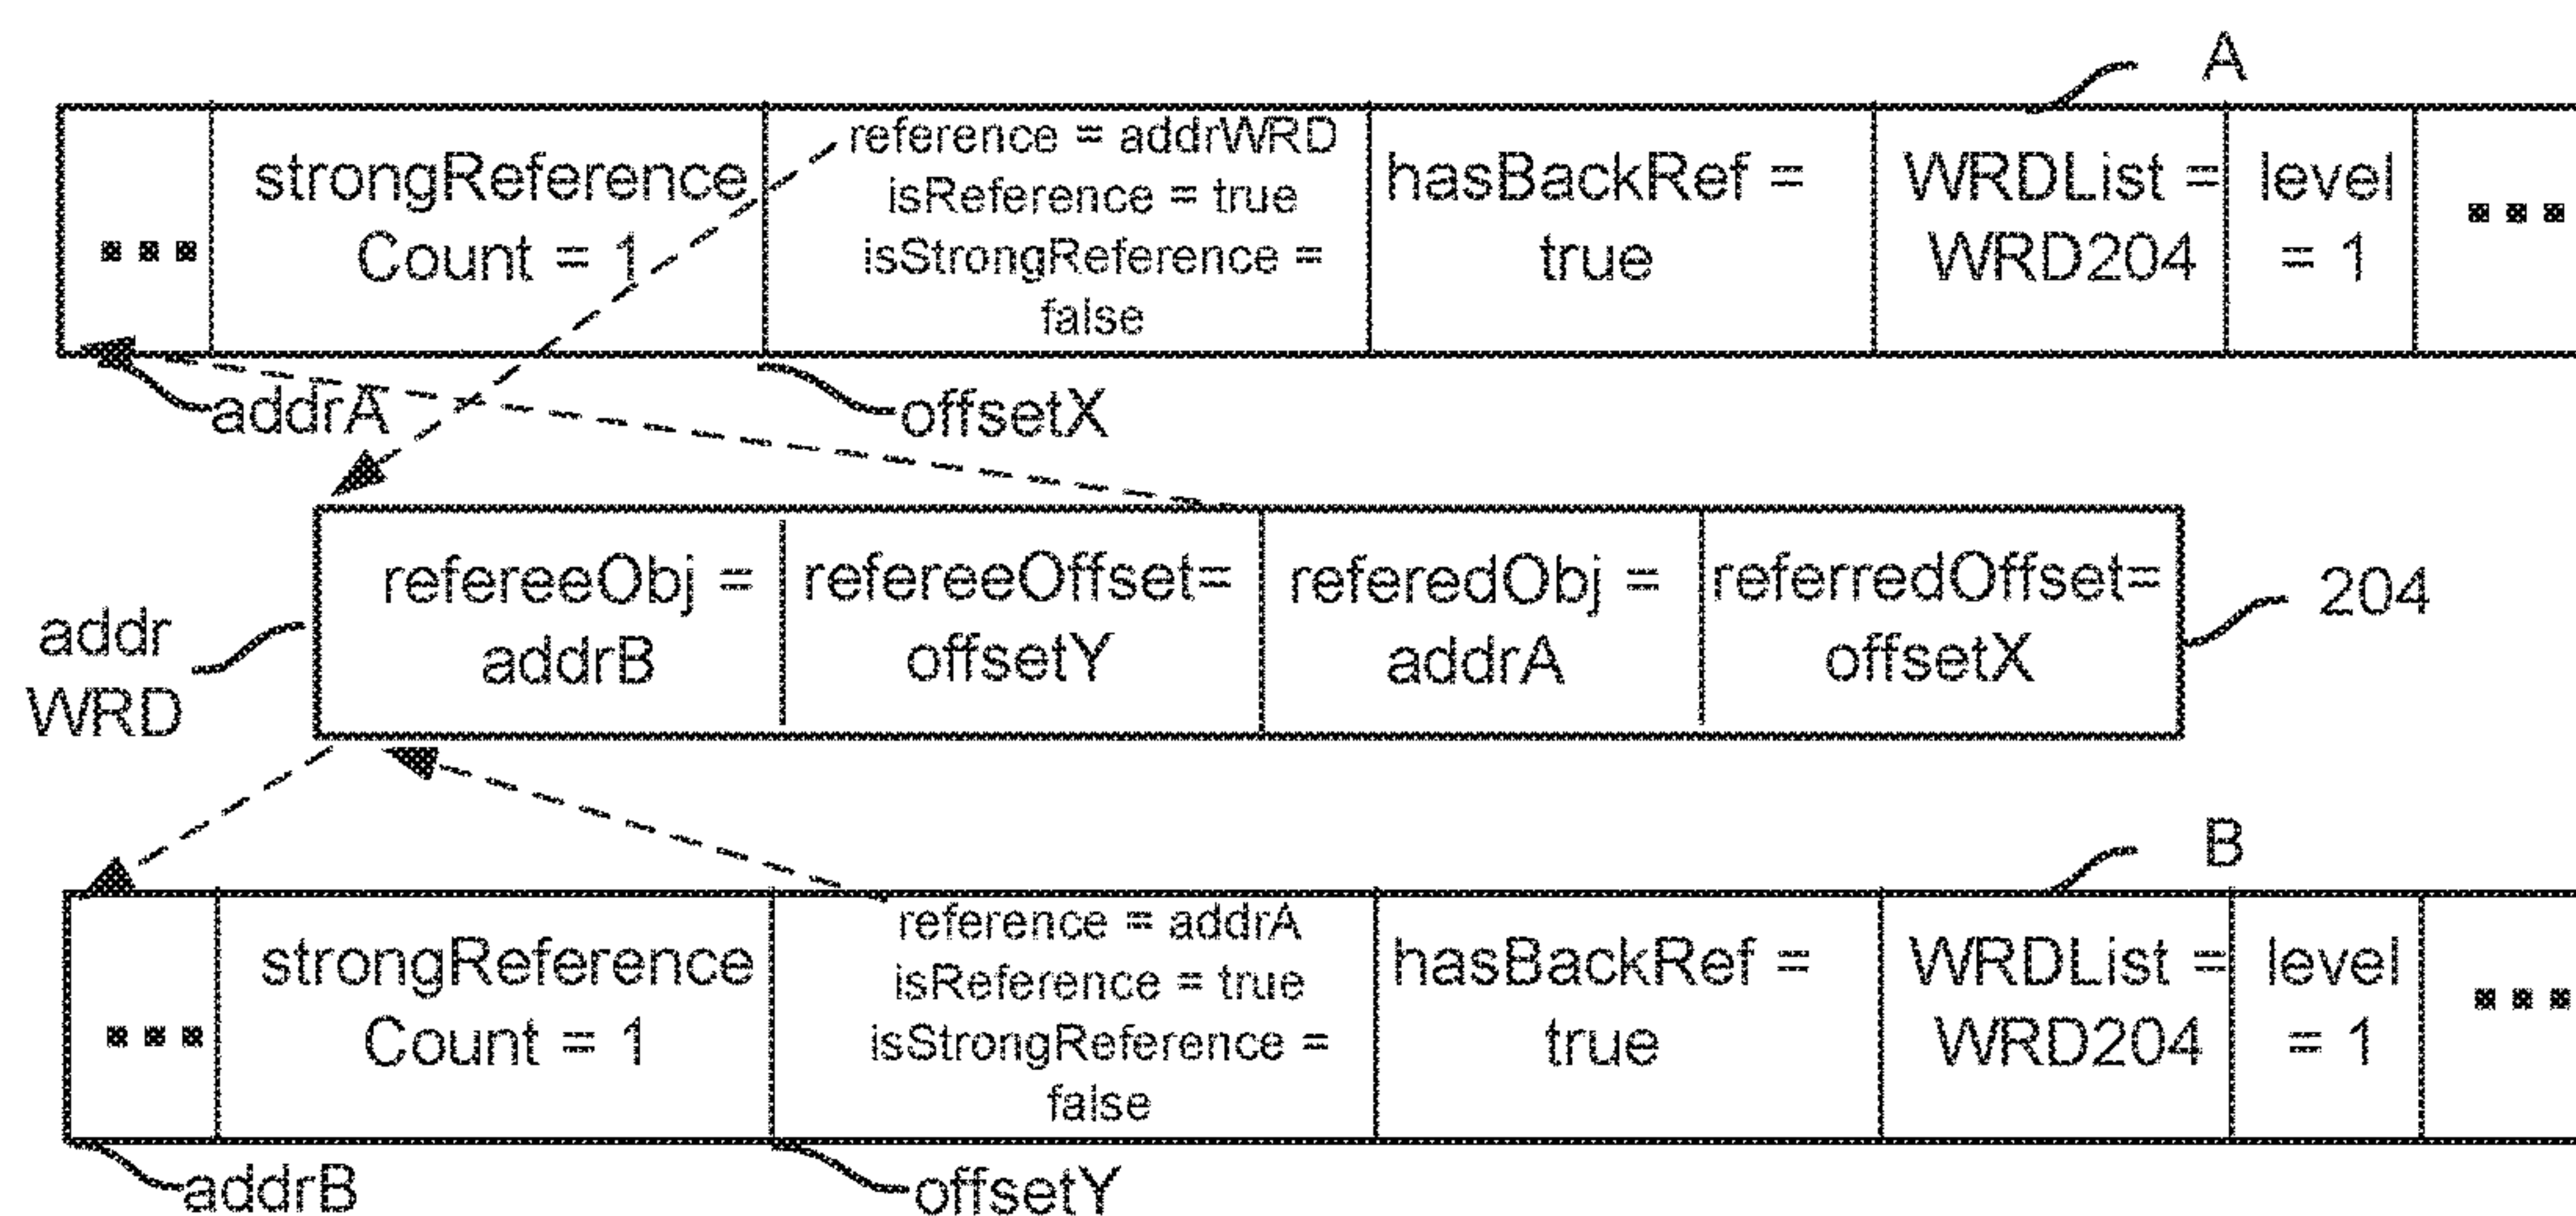 A
... strongReference Count = 1
reference = addrWRD
isReference = true
isStrongReference =
false
hasBackRef =
true
WRDList =
WRD204
level
= 1
...
addrA
offsetX
addr
WRD
refereeObj =
addrB
refereeOffset=
offsetY
referedObj =
addrA
referredOffset=
offsetX
204
B
...
strongReference
Count = 1
reference = addrA
isReference = true
isStrongReference =
false
hasBackRef =
true
WRDList =
WRD204
level
= 1
...
addrB
offsetY